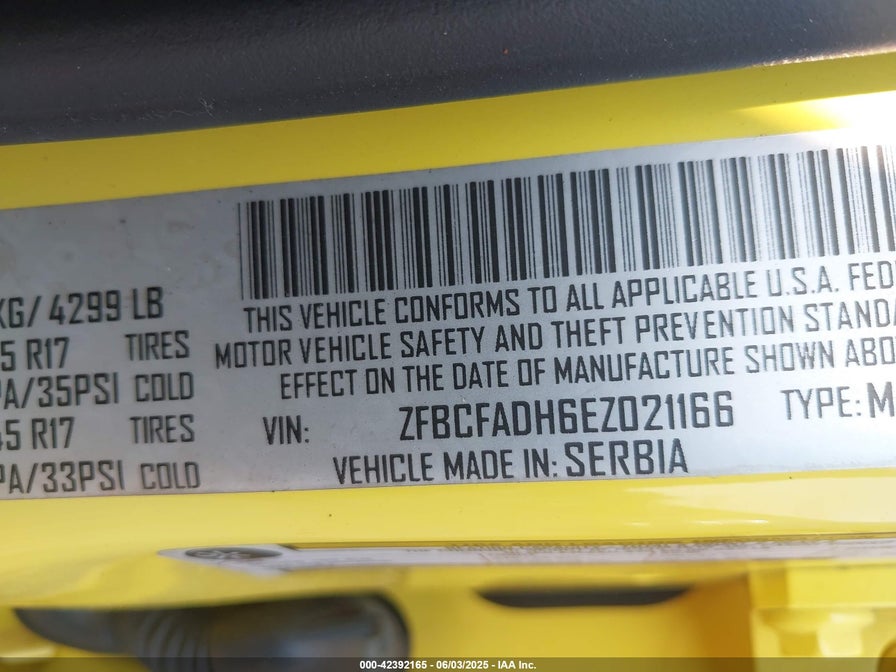 KG/ 4299 LB
5 R17 TIRES
PA/35PSI COLD
45 R17 TIRES
PA/33PSI COLD
THIS VEHICLE CONFORMS TO ALL APPLICABLE U.S.A. FED
MOTOR VEHICLE SAFETY AND THEFT PREVENTION STANDA
EFFECT ON THE DATE OF MANUFACTURE SHOWN ABO
VIN: ZFBCFADH6EZ021166 TYPE: M
VEHICLE MADE IN: SERBIA
000-42392165 - 06/03/2025 - IAA Inc.